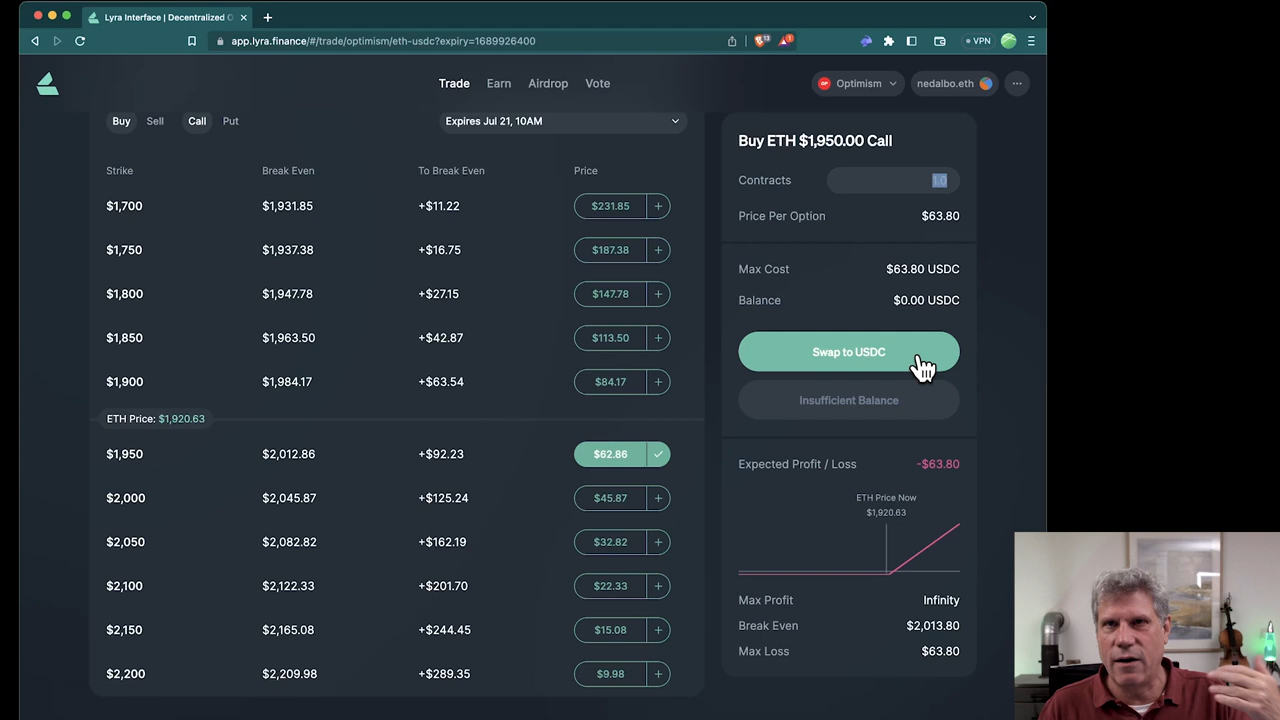 Lyra Interface | Decentralized O
app.lyra.finance/#/trade/optimism/eth-usdc?expiry=1689926400
13
1
VPN
Trade Earn Airdrop Vote
OP Optimism
nedalbo.eth
Buy Sell Call Put
Expires Jul 21, 10AM
Strike Break Even To Break Even Price
$1,700 $1,931.85 +$11.22 $231.85 +
$1,750 $1,937.38 +$16.75 $187.38 +
$1,800 $1,947.78 +$27.15 $147.78 +
$1,850 $1,963.50 +$42.87 $113.50 +
$1,900 $1,984.17 +$63.54 $84.17 +
ETH Price: $1,920.63
$1,950 $2,012.86 +$92.23 $62.86
$2,000 $2,045.87 +$125.24 $45.87 +
$2,050 $2,082.82 +$162.19 $32.82 +
$2,100 $2,122.33 +$201.70 $22.33 +
$2,150 $2,165.08 +$244.45 $15.08 +
$2,200 $2,209.98 +$289.35 $9.98 +
Buy ETH $1,950.00 Call
Contracts 1.0
Price Per Option $63.80
Max Cost $63.80 USDC
Balance $0.00 USDC
Swap to USDC
Insufficient Balance
Expected Profit / Loss -$63.80
ETH Price Now
$1,920.63
Max Profit Infinity
Break Even $2,013.80
Max Loss $63.80